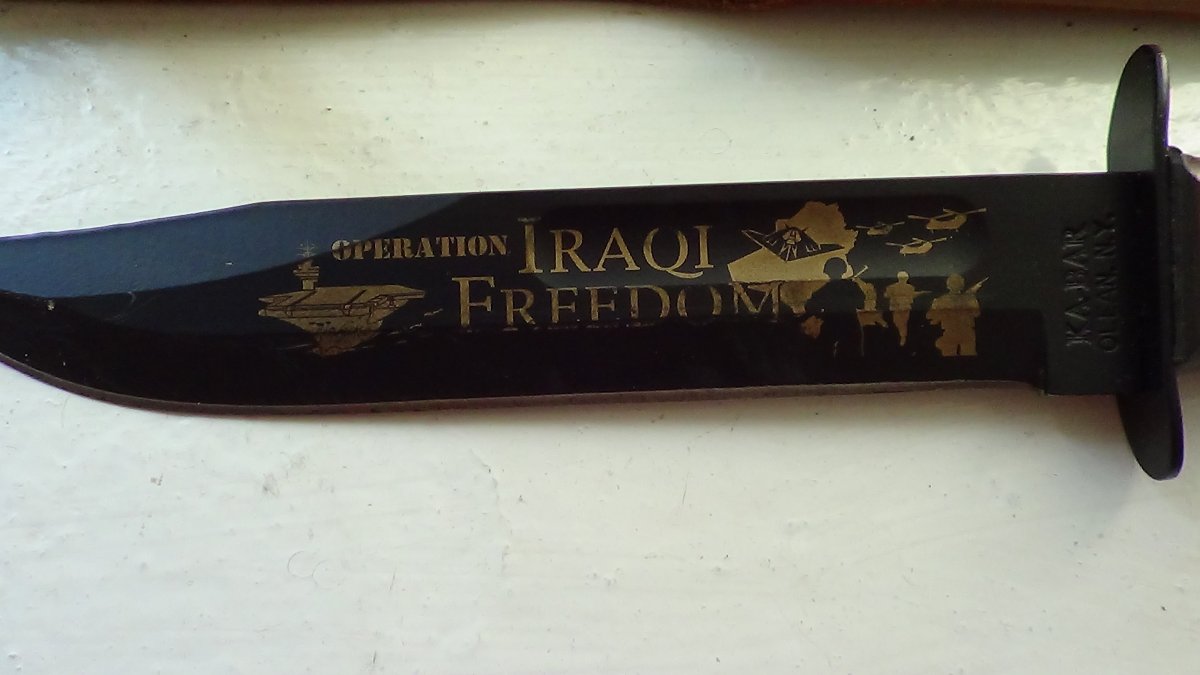 OPERATION IRAQI
FREEDOM
KA-BAR
OLEAN. N.Y.